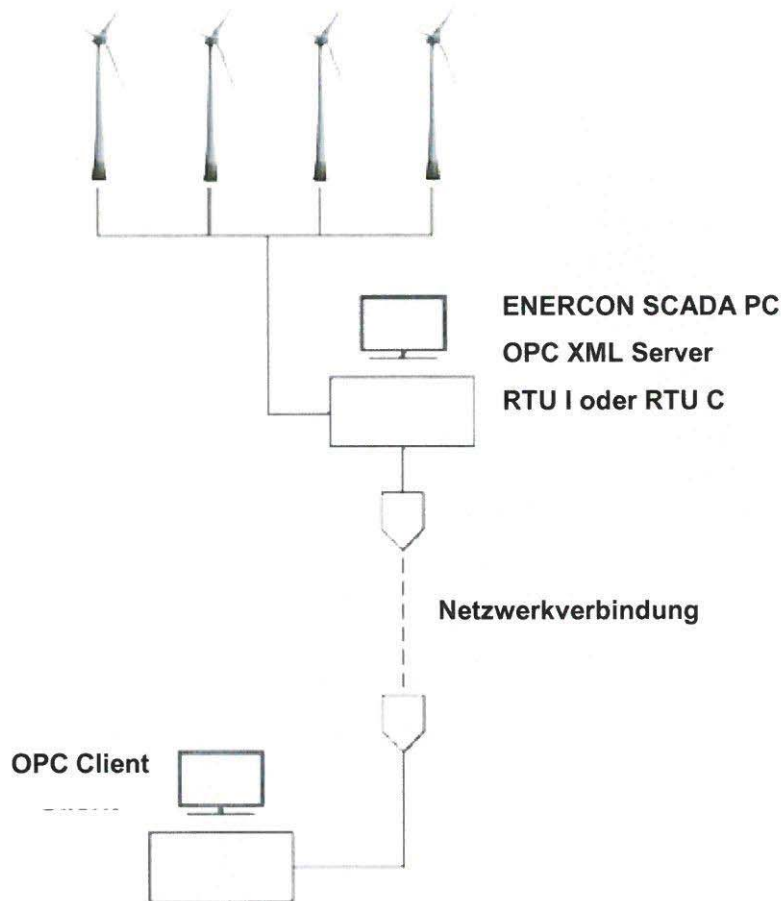 ENERCON SCADA PC
OPC XML Server
RTU I oder RTU C
Netzwerkverbindung
OPC Client